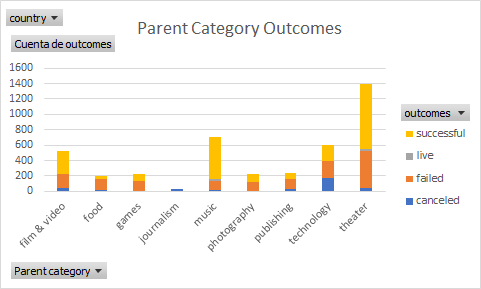 country
Parent Category Outcomes
Cuenta de outcomes
1600
1400
1200
1000
800
600
400
200
0
film & video
food
games
journalism
music
photography
publishing
technology
theater
outcomes
successful
live
failed
canceled
Parent category